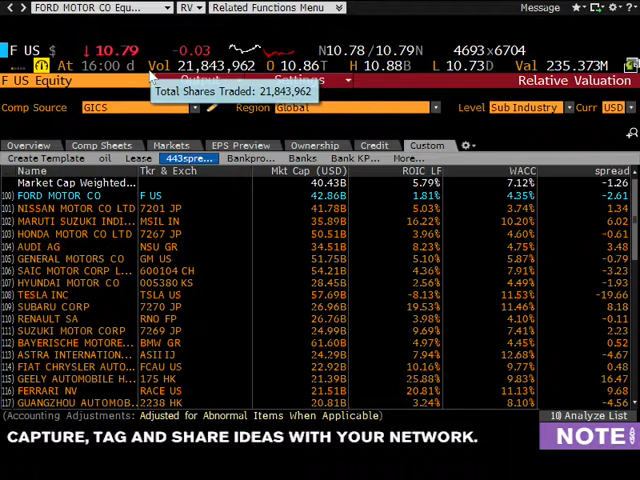 FORD MOTOR CO Equ... RV Related Functions Menu Message
F US $ 10.79 -0.03 N10.78 / 10.79N 4693x6704
At 16:00 d Vol 21,843,962 O 10.86T H 10.88D L 10.73D Val 235.373M
F US Equity Output Settings Relative Valuation
Total Shares Traded: 21,843,962
Comp Source GICS Region Global Level Sub Industry Curr USD
Overview Comp Sheets Markets EPS Preview Ownership Credit Custom
Create Template oil Lease 443spre... Bankpro... Banks Bank KP... More...
Name Tkr & Exch Mkt Cap (USD) ROIC LF WACC spread
Market Cap Weighted... 40.43B 5.79% 7.12% -1.26
100) FORD MOTOR CO F US 42.86B 1.81% 4.35% -2.61
101) NISSAN MOTOR CO LTD 7201 JP 41.78B 5.03% 3.74% 1.34
102) MARUTI SUZUKI INDI... MSIL IN 35.89B 16.22% 10.20% 6.02
103) HONDA MOTOR CO LTD 7267 JP 50.51B 3.96% 4.60% -0.61
104) AUDI AG NSU GR 34.51B 8.23% 4.75% 3.48
105) GENERAL MOTORS CO GM US 51.75B 5.10% 5.87% -0.79
106) SAIC MOTOR CORP L... 600104 CH 54.21B 4.36% 7.91% -3.23
107) HYUNDAI MOTOR CO 005380 KS 28.45B 2.56% 4.49% -1.93
108) TESLA INC TSLA US 57.69B -8.13% 11.53% -19.66
109) SUBARU CORP 7270 JP 26.96B 19.53% 11.46% 8.18
110) RENAULT SA RNO FP 26.76B 3.98% 4.10% -0.11
111) SUZUKI MOTOR CORP 7269 JP 24.99B 9.69% 7.41% 2.23
112) BAYERISCHE MOTORE... BMW GR 61.60B 4.97% 4.45% 0.52
113) ASTRA INTERNATION... ASII IJ 24.29B 7.94% 12.68% -4.67
114) FIAT CHRYSLER AUTO... FCAU US 22.92B 10.16% 9.77% 0.48
115) GEELY AUTOMOBILE H... 175 HK 21.39B 25.88% 9.83% 16.47
116) FERRARI NV RACE US 21.51B 20.81% 11.13% 9.68
117) GUANGZHOU AUTOMOB... 2238 HK 20.81B 3.24% 8.10% -4.56
(Accounting Adjustments: Adjusted for Abnormal Items When Applicable) 10) Analyze List
CAPTURE, TAG AND SHARE IDEAS WITH YOUR NETWORK. NOTE